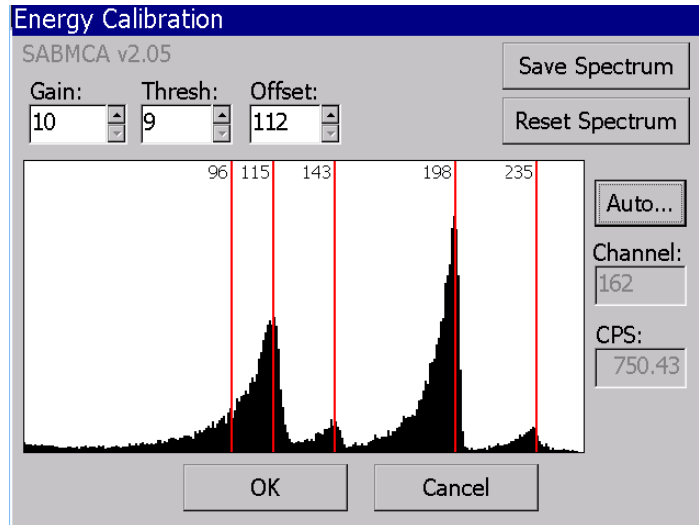 Energy Calibration
SABMCA v2.05
Save Spectrum
Gain: Thresh: Offset:
10 9 112
Reset Spectrum
96 115 143 198 235
Auto...
Channel:
162
CPS:
750.43
OK Cancel